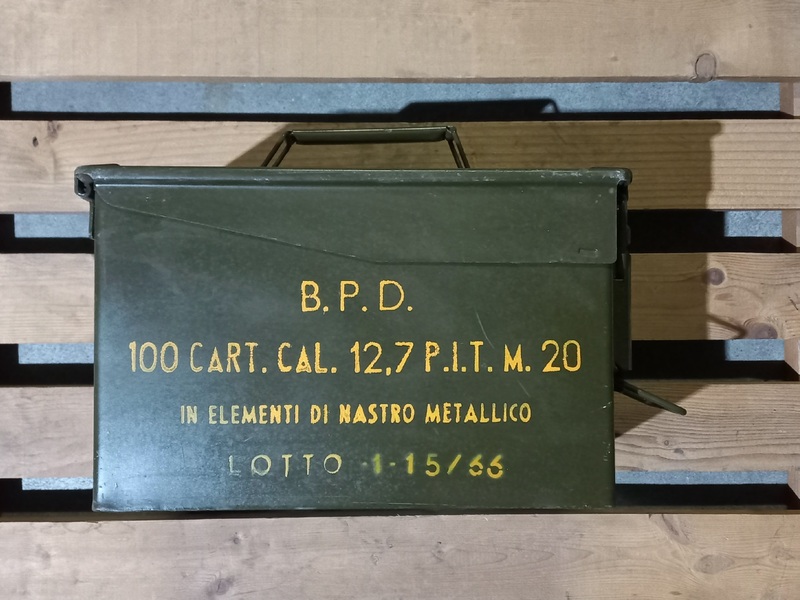 B.P.D.
100 CART. CAL. 12,7 P.I.T. M. 20
IN ELEMENTI DI NASTRO METALLICO
LOTTO 1-15/66